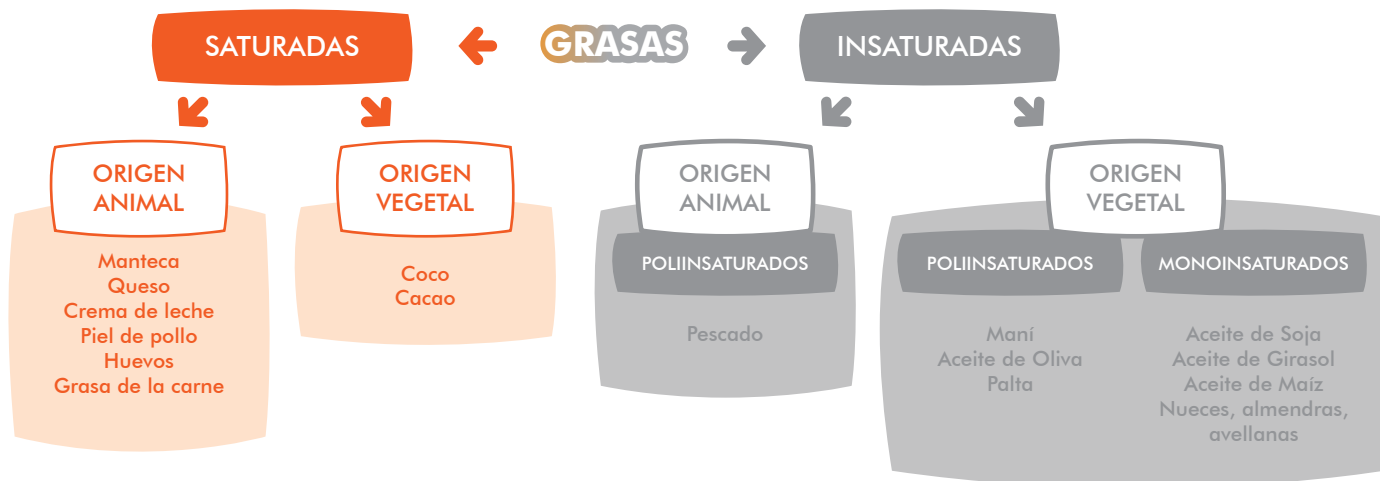 SATURADAS
GRASAS
INSATURADAS
ORIGEN
ANIMAL
Manteca
Queso
Crema de leche
Piel de pollo
Huevos
Grasa de la carne
ORIGEN
VEGETAL
Coco
Cacao
ORIGEN
ANIMAL
POLIINSATURADOS
Pescado
ORIGEN
VEGETAL
POLIINSATURADOS
Maní
Aceite de Oliva
Palta
MONOINSATURADOS
Aceite de Soja
Aceite de Girasol
Aceite de Maíz
Nueces, almendras,
avellanas